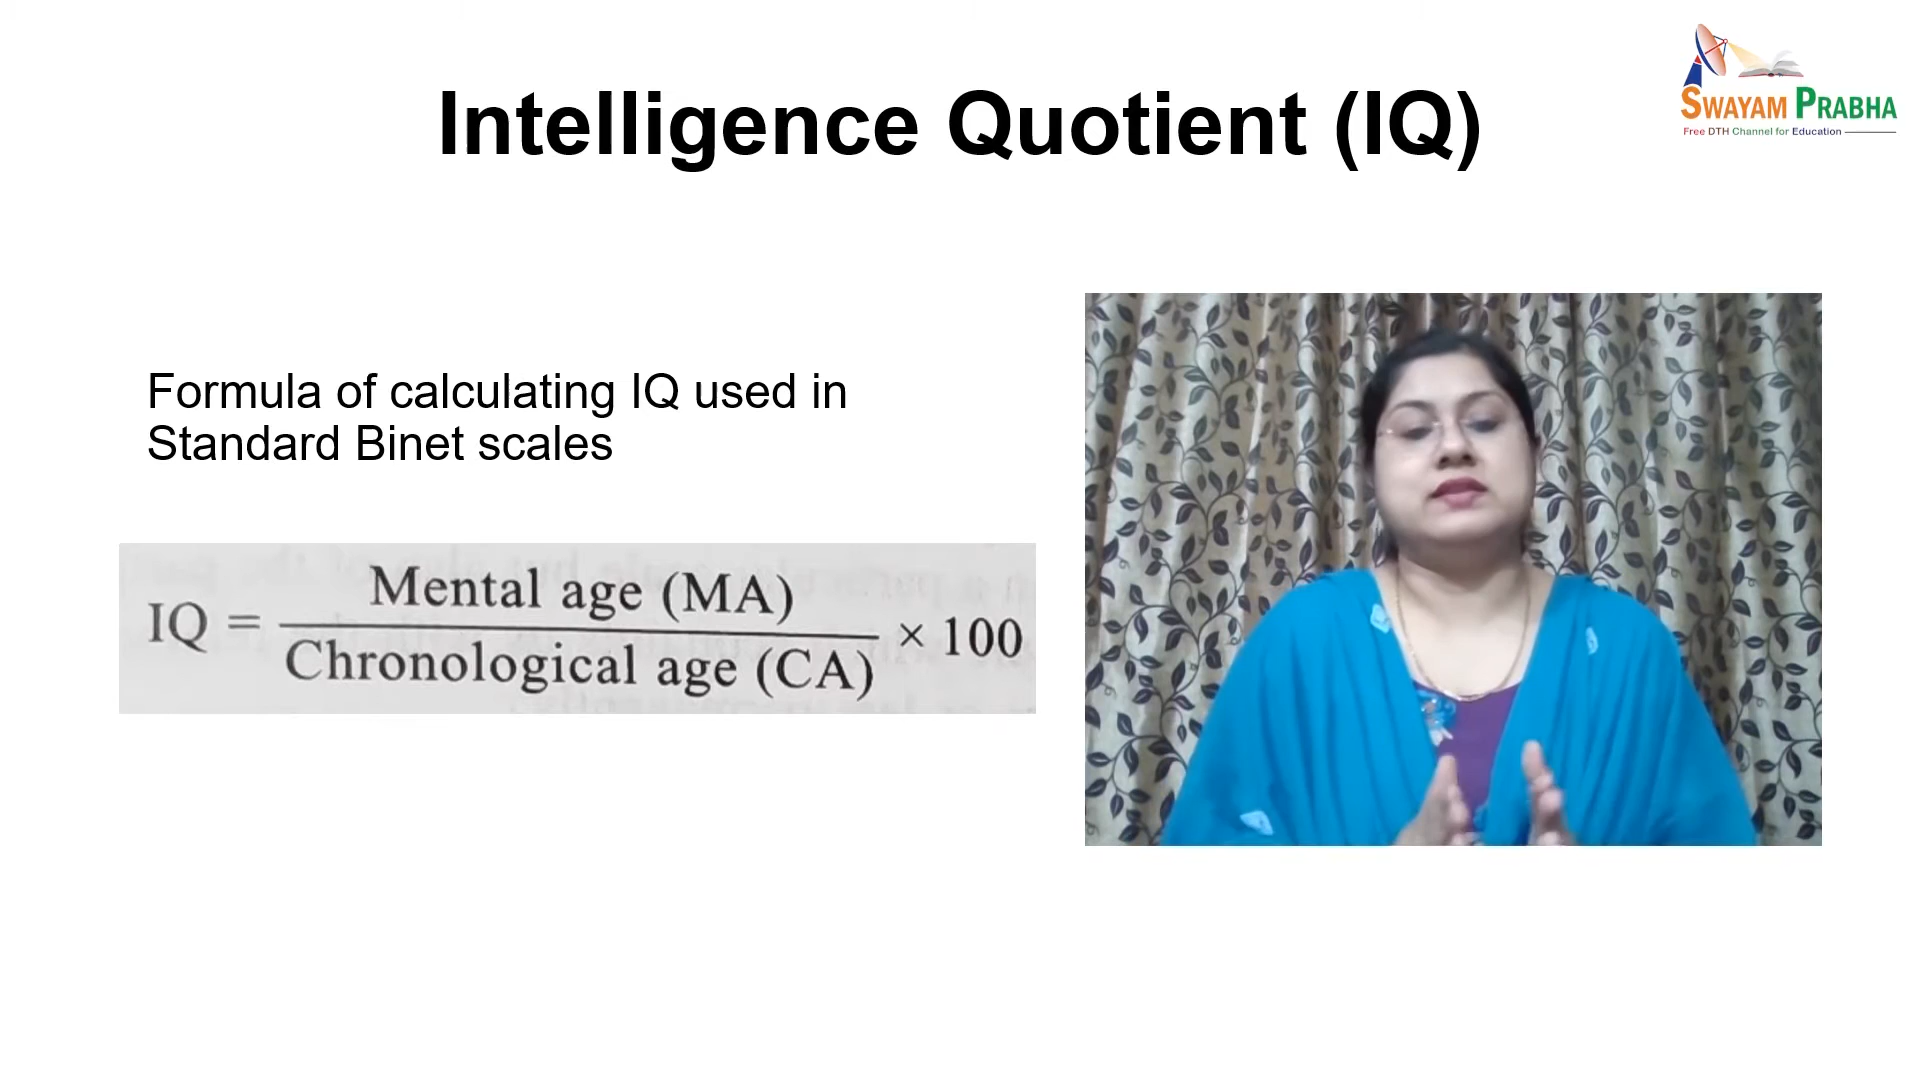 Intelligence Quotient (IQ)
SWAYAM PRABHA
Free DTH Channel for Education
Formula of calculating IQ used in
Standard Binet scales
IQ = Mental age (MA) / Chronological age (CA) × 100